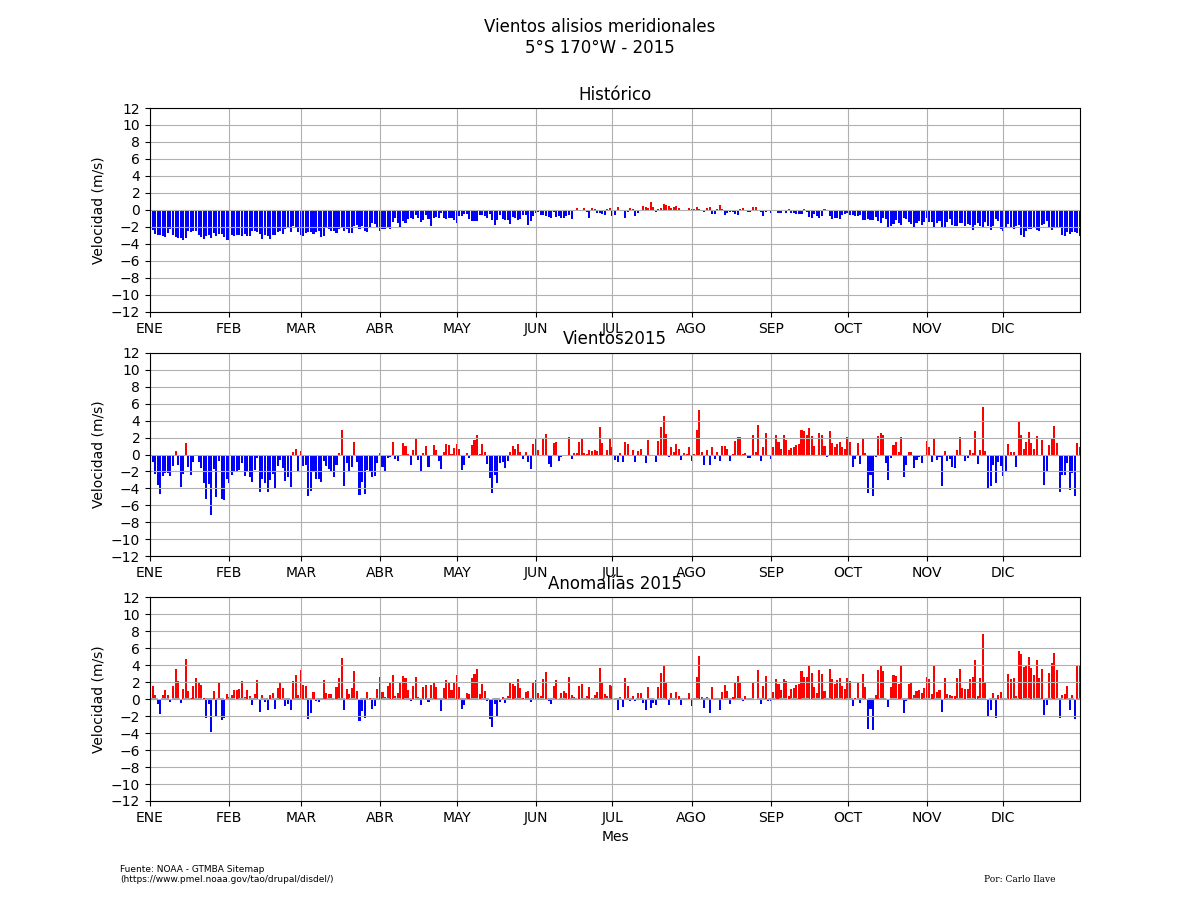 Vientos alisios meridionales
5°S 170°W - 2015
Histórico
12
10
8
6
4
2
0
−2
−4
−6
−8
−10
−12
Velocidad (m/s)
ENE FEB MAR ABR MAY JUN JUL AGO SEP OCT NOV DIC
Vientos2015
12
10
8
6
4
2
0
−2
−4
−6
−8
−10
−12
Velocidad (m/s)
ENE FEB MAR ABR MAY JUN JUL AGO SEP OCT NOV DIC
Anomalías 2015
12
10
8
6
4
2
0
−2
−4
−6
−8
−10
−12
Velocidad (m/s)
ENE FEB MAR ABR MAY JUN JUL AGO SEP OCT NOV DIC
Mes
Fuente: NOAA - GTMBA Sitemap
(https://www.pmel.noaa.gov/tao/drupal/disdel/)
Por: Carlo Ilave